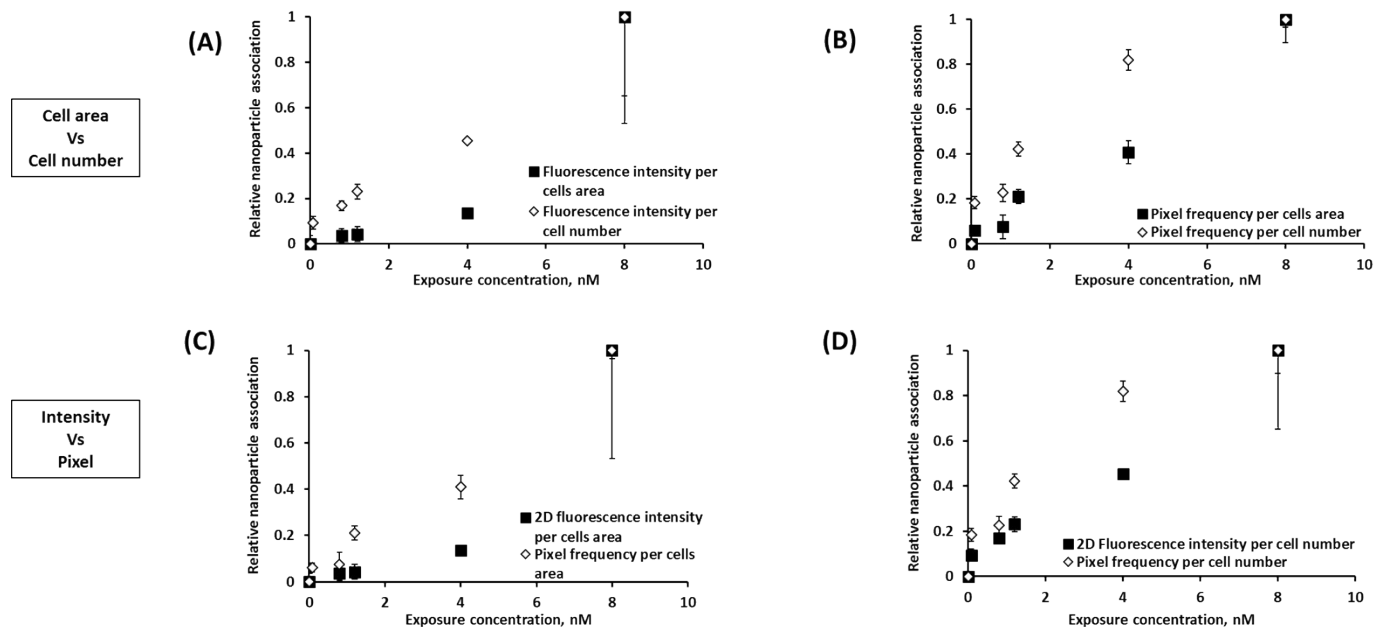 Cell area
Vs
Cell number
(A)
Relative nanoparticle association
1
0.8
0.6
0.4
0.2
0
0
2
4
6
8
10
Exposure concentration, nM
Fluorescence intensity per
cells area
Fluorescence intensity per
cell number
(B)
Relative nanoparticle association
1
0.8
0.6
0.4
0.2
0
0
2
4
6
8
10
Exposure concentration, nM
Pixel frequency per cells area
Pixel frequency per cell number
Intensity
Vs
Pixel
(C)
Relative nanoparticle association
1
0.8
0.6
0.4
0.2
0
0
2
4
6
8
10
Exposure concentration, nM
2D fluorescence intensity
per cells area
Pixel frequency per cells
area
(D)
Relative nanoparticle association
1
0.8
0.6
0.4
0.2
0
0
2
4
6
8
10
Exposure concentration, nM
2D Fluorescence intensity per cell number
Pixel frequency per cell number